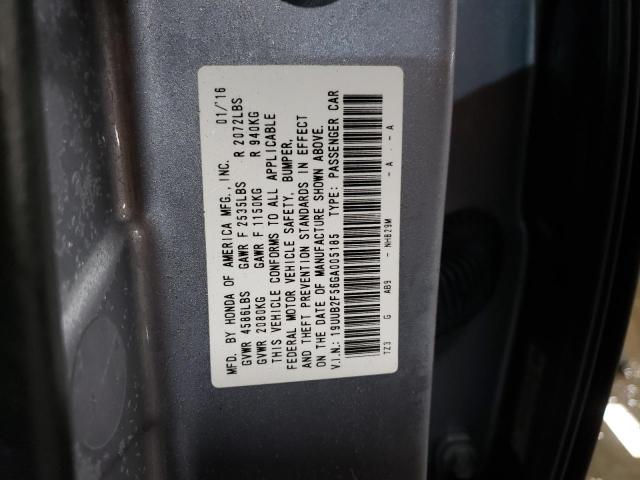 MFD. BY HONDA OF AMERICA MFG., INC. 01/'16
GVWR 4586LBS GAWR F 2535LBS R 2072LBS
GVWR 2080KG GAWR F 1150KG R 940KG
THIS VEHICLE CONFORMS TO ALL APPLICABLE
FEDERAL MOTOR VEHICLE SAFETY, BUMPER,
AND THEFT PREVENTION STANDARDS IN EFFECT
ON THE DATE OF MANUFACTURE SHOWN ABOVE.
V.I.N.: 19UUB2F56GA005185 TYPE: PASSENGER CAR
TZ3 G AB9 - NH829M - A - - A